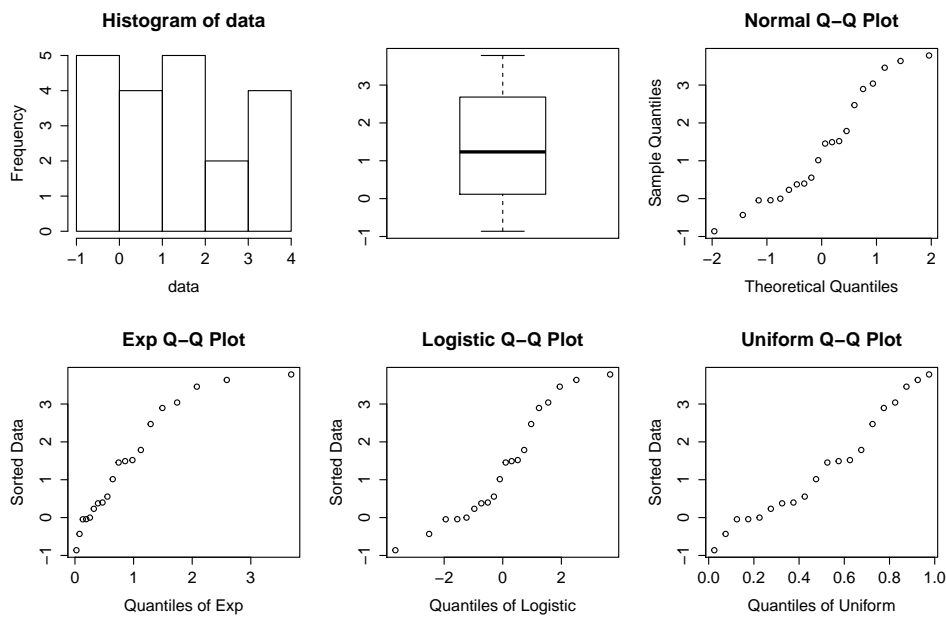 Histogram of data
Frequency
0 1 2 3 4 5
−1 0 1 2 3 4
data
−1 0 1 2 3
Normal Q−Q Plot
Sample Quantiles
−1 0 1 2 3
−2 −1 0 1 2
Theoretical Quantiles
Exp Q−Q Plot
Sorted Data
−1 0 1 2 3
0 1 2 3
Quantiles of Exp
Logistic Q−Q Plot
Sorted Data
−1 0 1 2 3
−2 0 2
Quantiles of Logistic
Uniform Q−Q Plot
Sorted Data
−1 0 1 2 3
0.0 0.2 0.4 0.6 0.8 1.0
Quantiles of Uniform